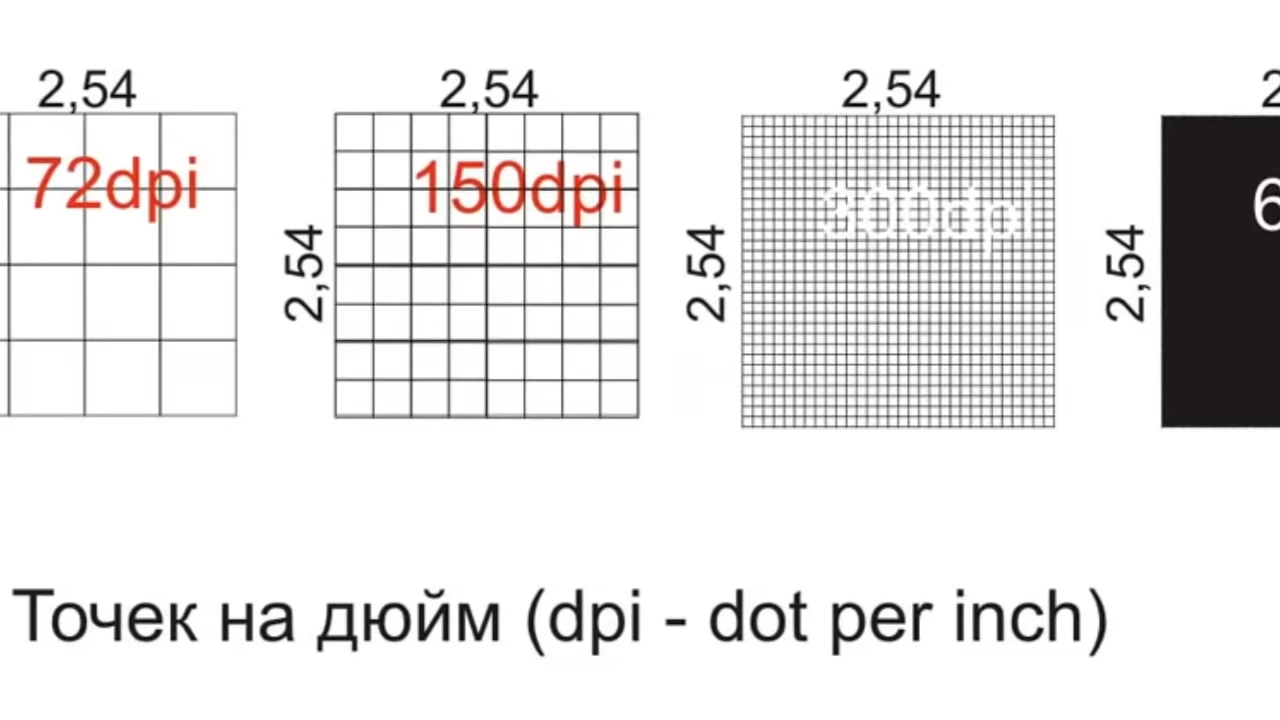 2,54 2,54 2,54
72dpi 150dpi 300dpi
2,54 2,54 2,54
Точек на дюйм (dpi - dot per inch)